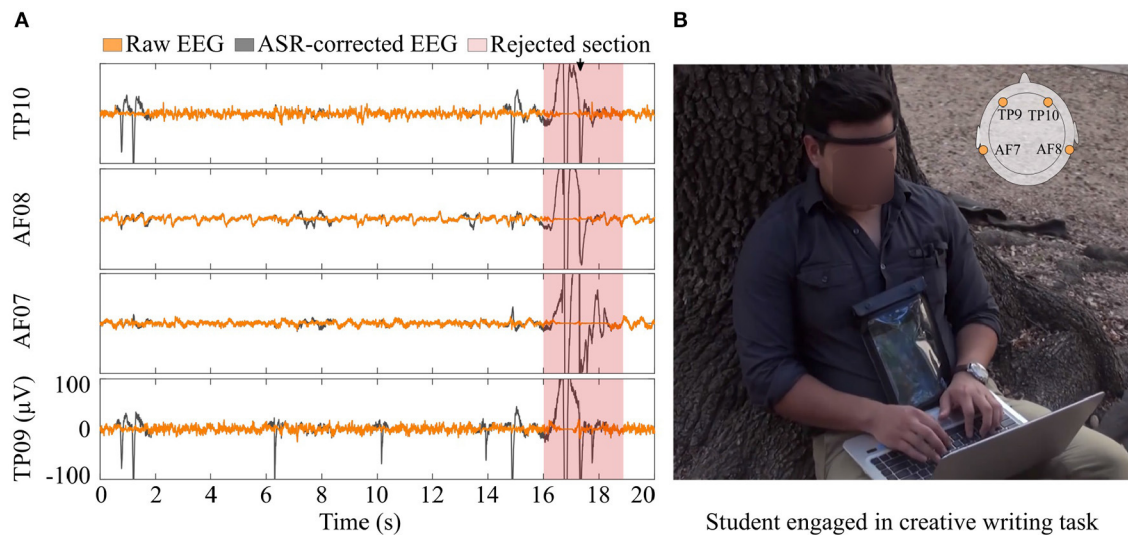 A
B
Raw EEG ASR-corrected EEG Rejected section
TP10
AF08
AF07
TP09 (µV)
100
0
-100
0 2 4 6 8 10 12 14 16 18 20
Time (s)
TP9 TP10
AF7 AF8
Student engaged in creative writing task